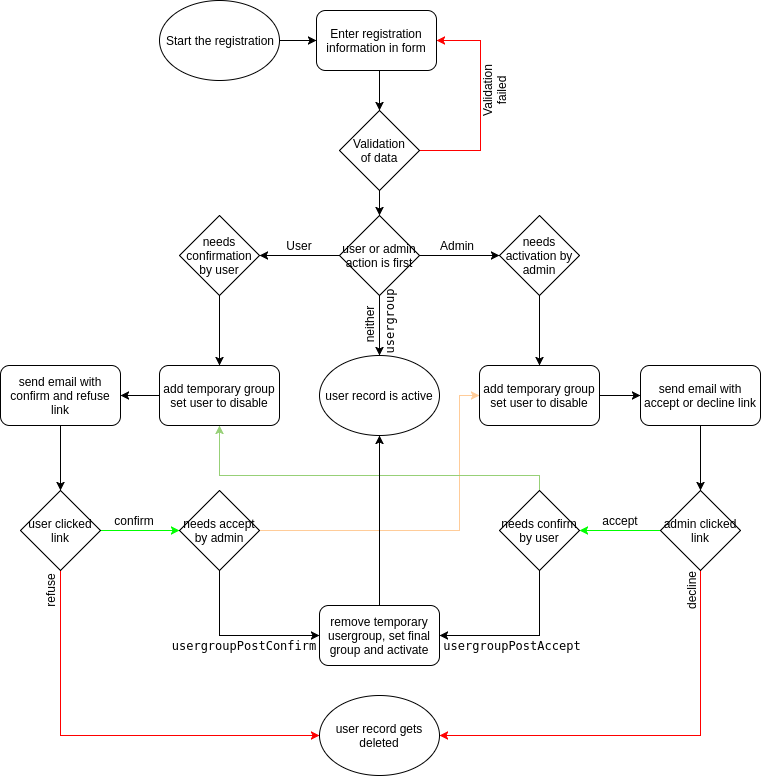 Start the registration
Enter registration
information in form
Validation
failed
Validation
of data
needs
confirmation
by user
User
user or admin
action is first
Admin
needs
activation by
admin
neither
usergroup
send email with
confirm and refuse
link
add temporary group
set user to disable
user record is active
add temporary group
set user to disable
send email with
accept or decline link
user clicked
link
confirm
needs accept
by admin
needs confirm
by user
accept
admin clicked
link
refuse
decline
remove temporary
usergroup, set final
group and activate
usergroupPostConfirm
usergroupPostAccept
user record gets
deleted